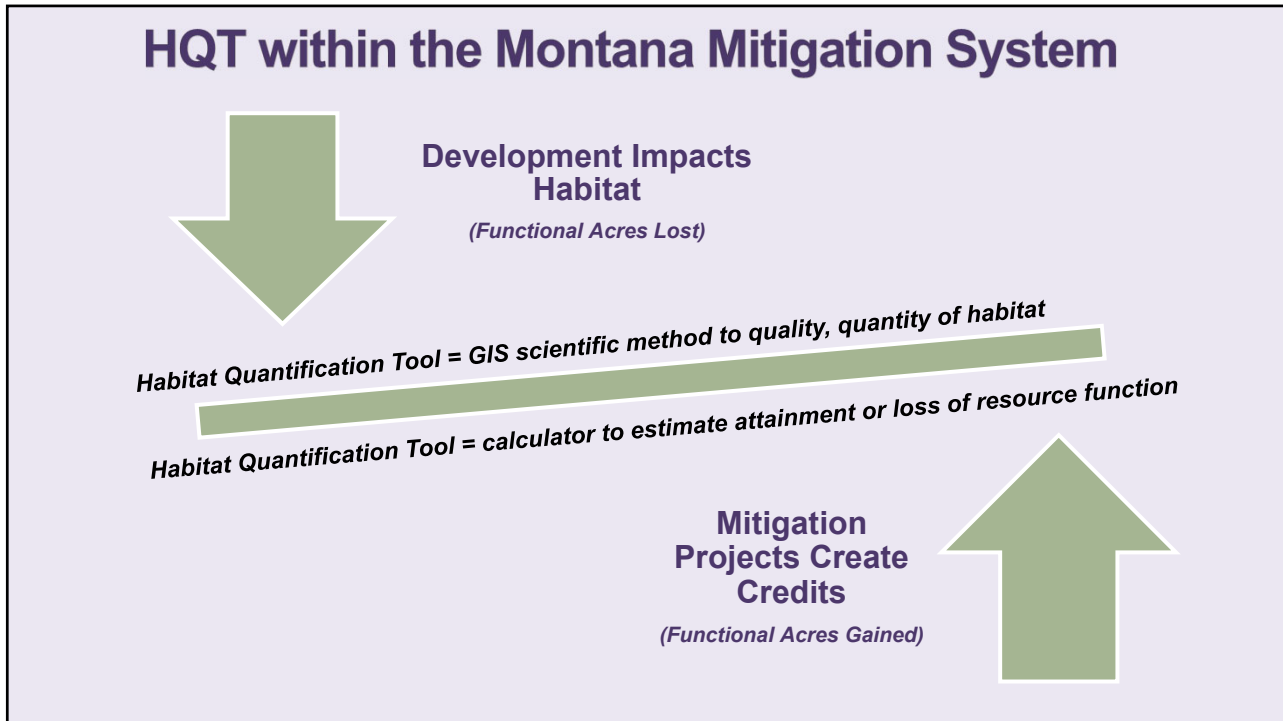 HQT within the Montana Mitigation System
Development Impacts
Habitat
(Functional Acres Lost)
Habitat Quantification Tool = GIS scientific method to quality, quantity of habitat
Habitat Quantification Tool = calculator to estimate attainment or loss of resource function
Mitigation
Projects Create
Credits
(Functional Acres Gained)